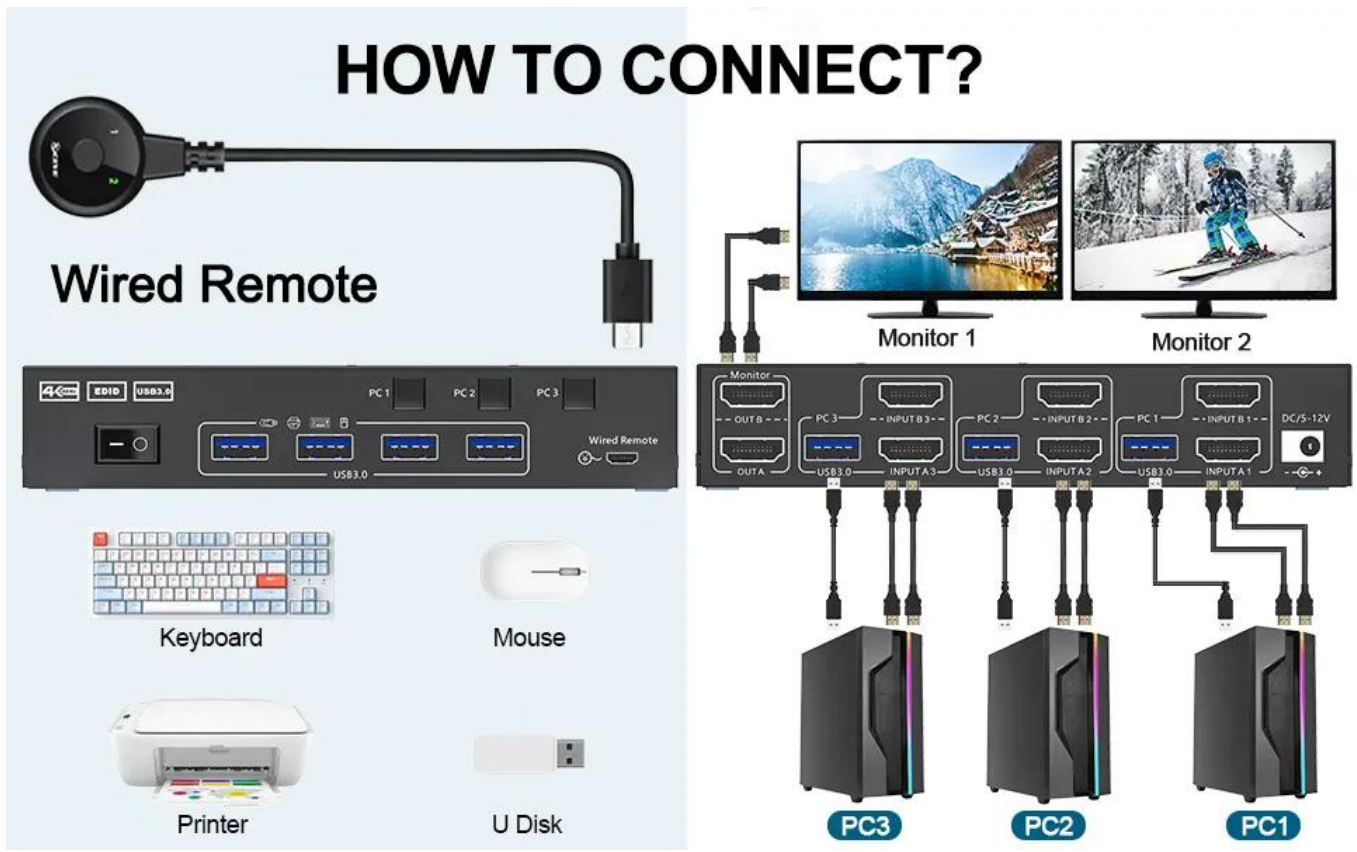 HOW TO CONNECT?
1
2
Wired Remote
4K EDID USB3.0
PC 1 PC 2 PC 3
Wired Remote
USB3.0
Keyboard
Mouse
Printer
U Disk
Monitor 1
Monitor 2
Monitor
OUT B PC 3 INPUT B 3 PC 2 INPUT B 2 PC 1 INPUT B 1 DC/5-12V
OUT A USB3.0 INPUT A 3 USB3.0 INPUT A 2 USB3.0 INPUT A 1
PC3
PC2
PC1